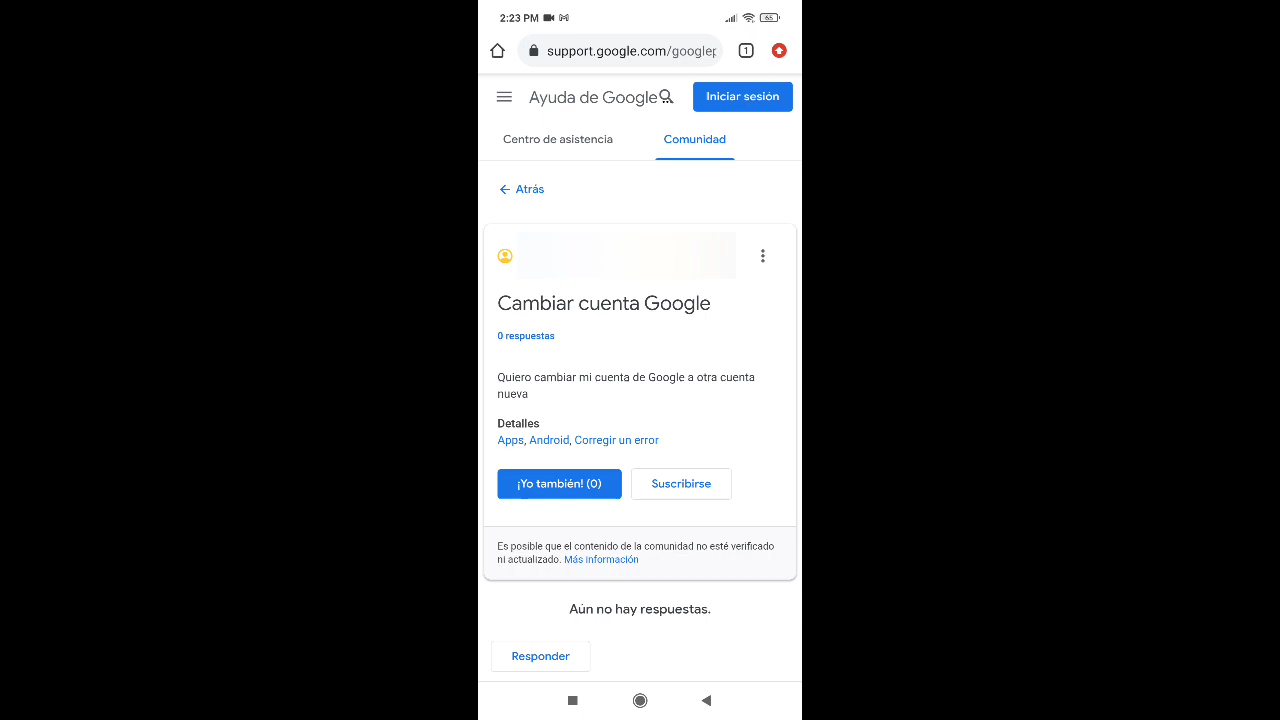 2:23 PM
65
support.google.com/googlep
1
Ayuda de Google
Iniciar sesión
Centro de asistencia
Comunidad
Atrás
Cambiar cuenta Google
0 respuestas
Quiero cambiar mi cuenta de Google a otra cuenta
nueva
Detalles
Apps, Android, Corregir un error
¡Yo también! (0)
Suscribirse
Es posible que el contenido de la comunidad no esté verificado
ni actualizado. Más información
Aún no hay respuestas.
Responder